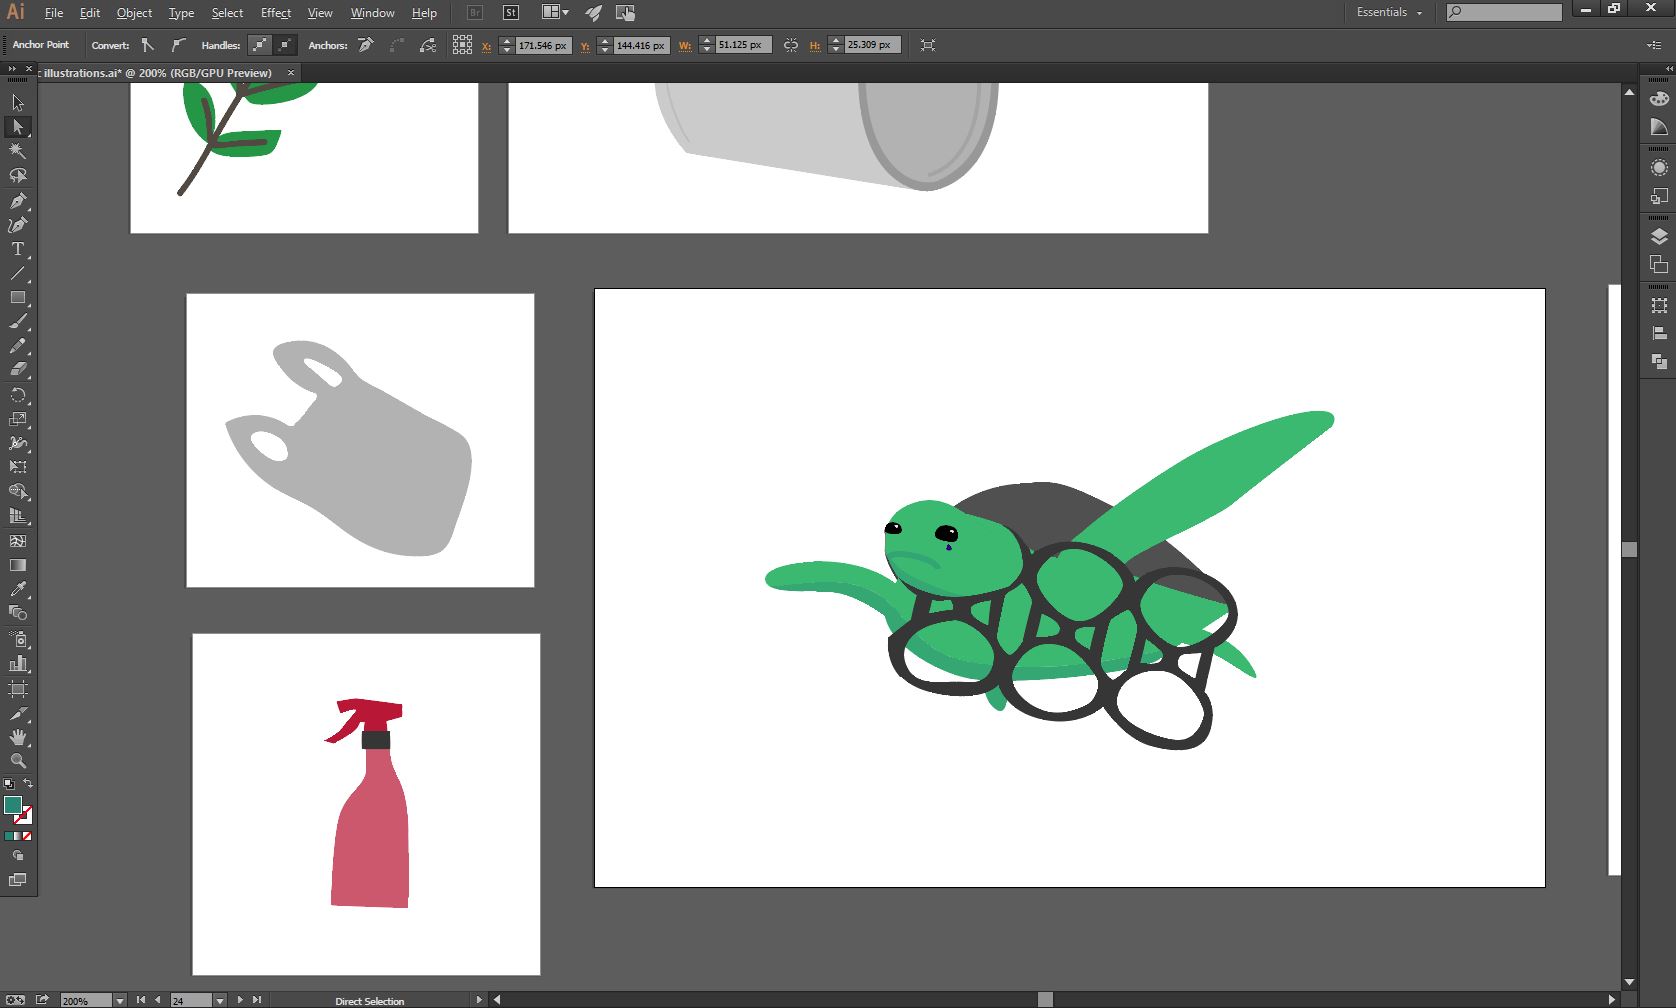 Ai File Edit Object Type Select Effect View Window Help Br St Essentials
Anchor Point Convert: Handles: Anchors: X: 171.546 px Y: 144.416 px W: 51.125 px H: 25.309 px
c illustrations.ai* @ 200% (RGB/GPU Preview) ×
T
200% 24 Direct Selection